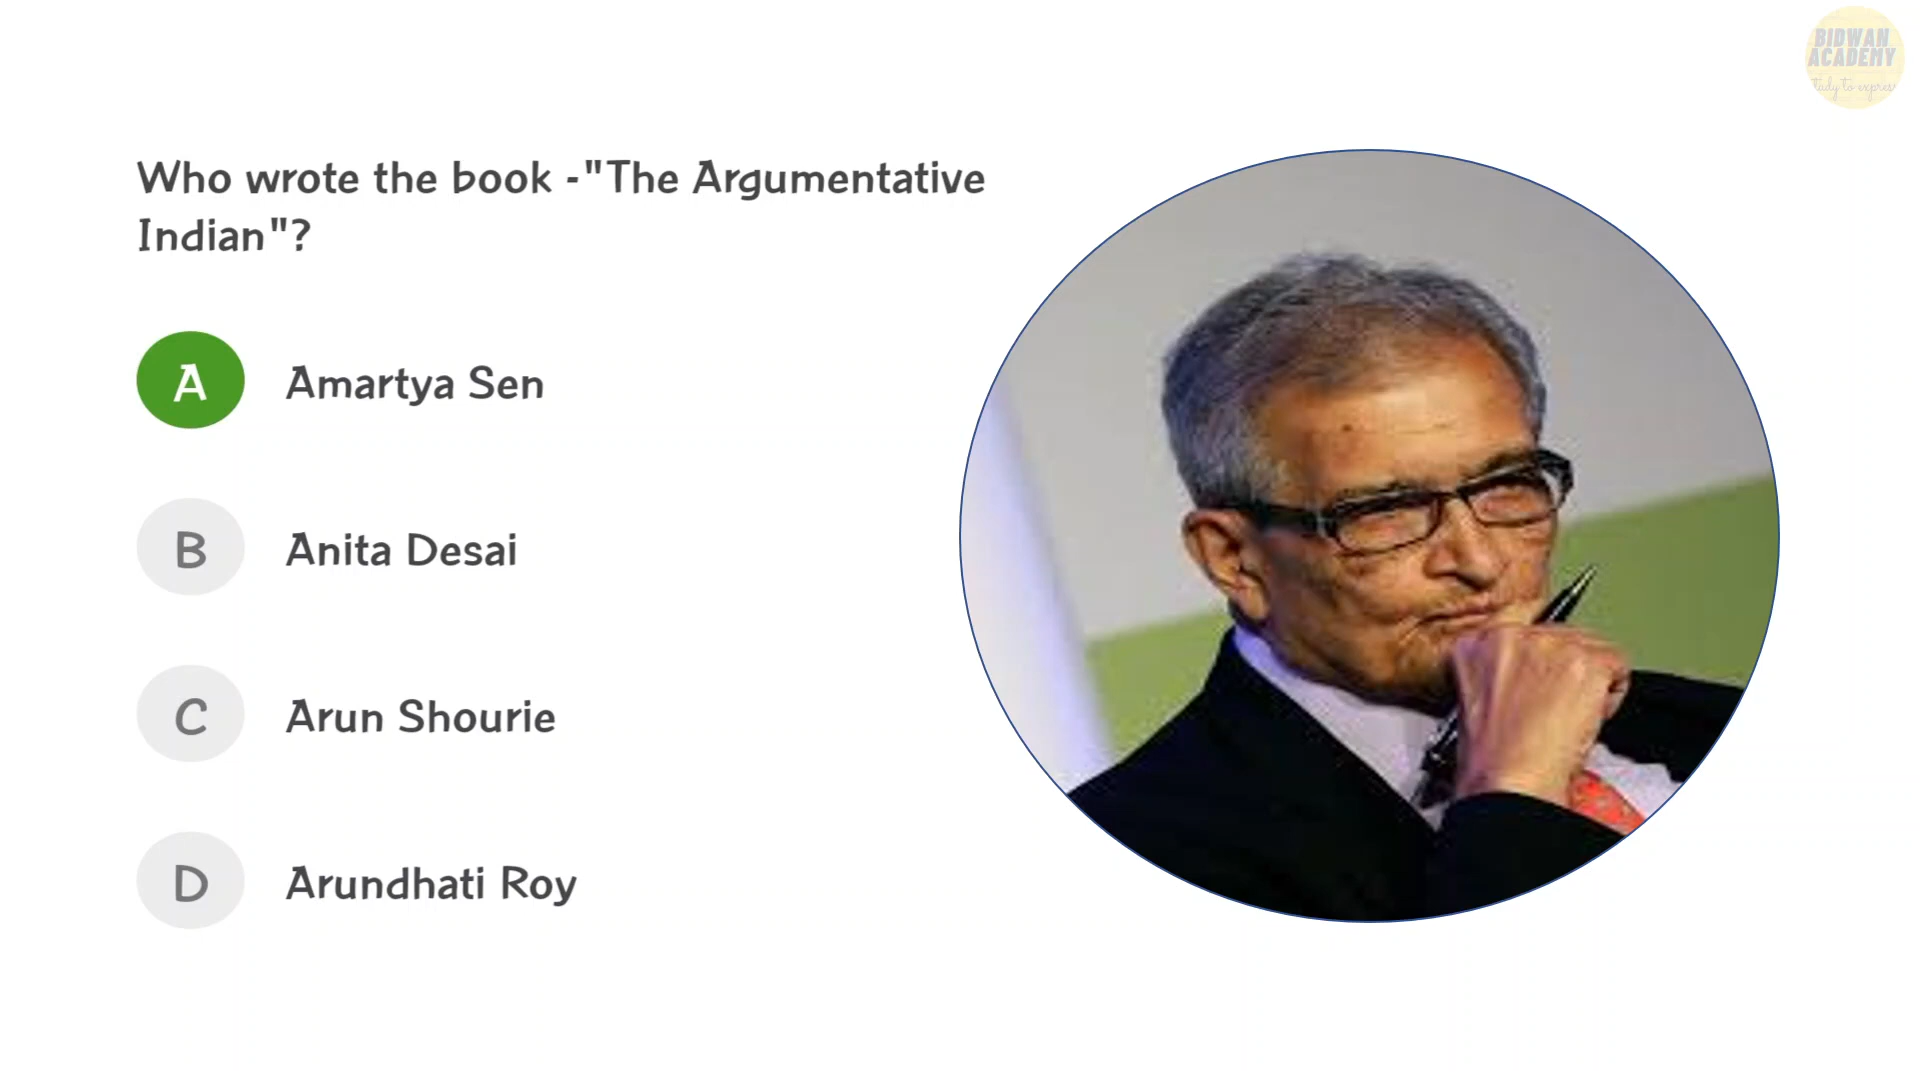 BIDWAN
ACADEMY
Who wrote the book -"The Argumentative
Indian"?
A Amartya Sen
B Anita Desai
C Arun Shourie
D Arundhati Roy